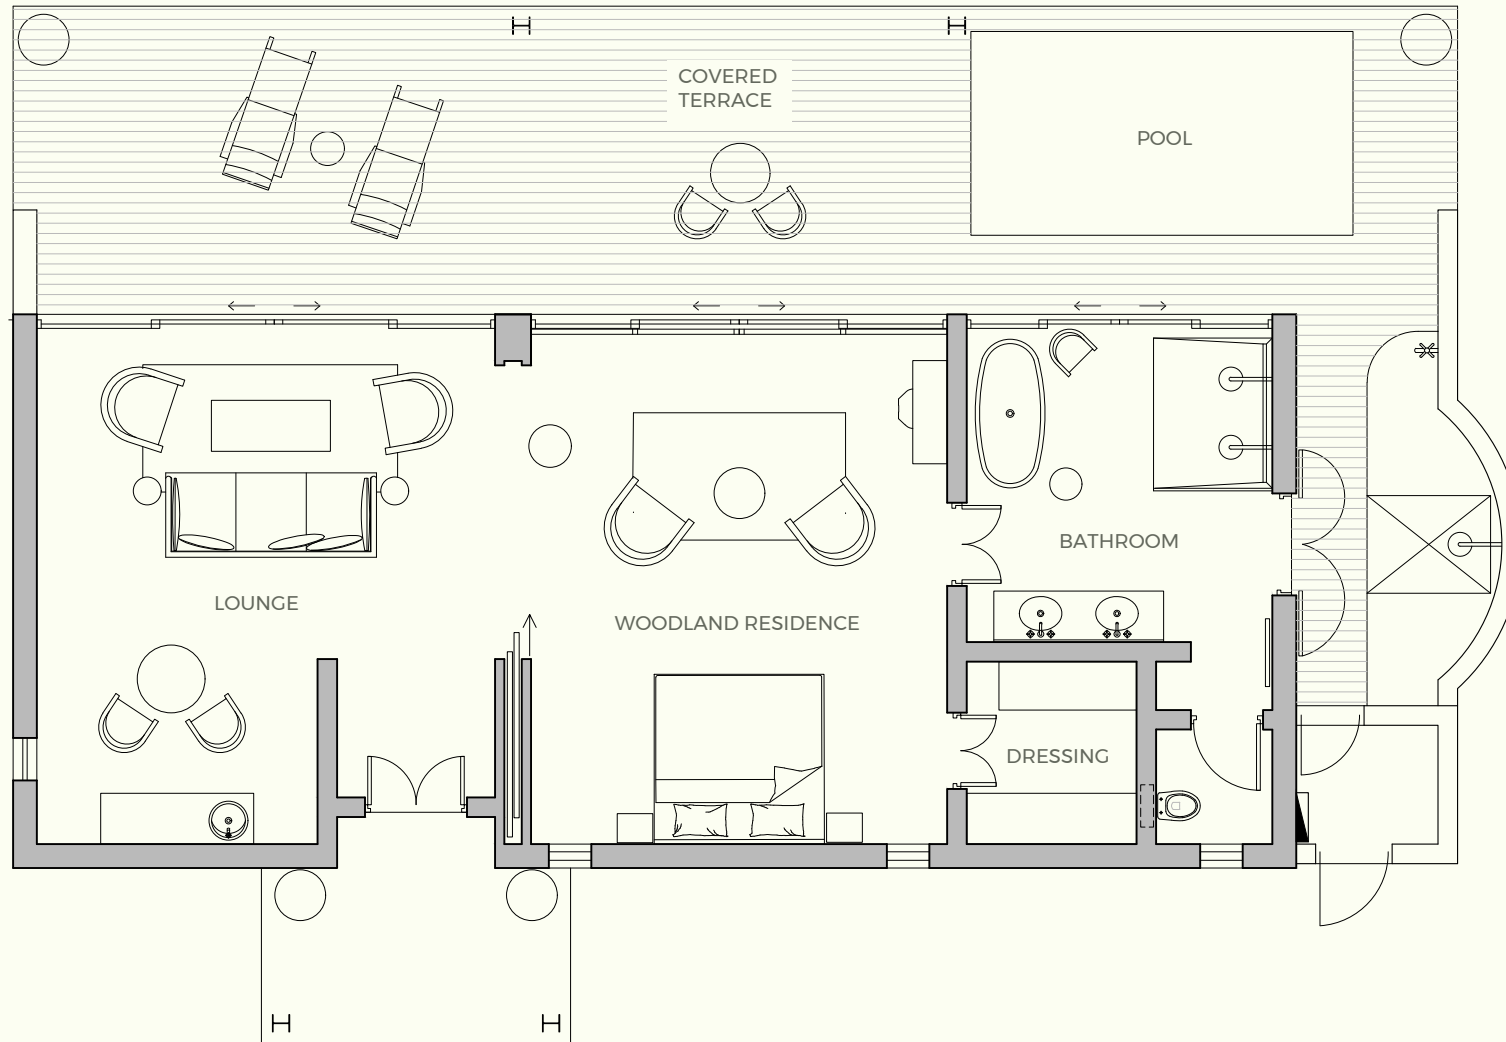 COVERED
TERRACE
POOL
BATHROOM
LOUNGE
WOODLAND RESIDENCE
DRESSING